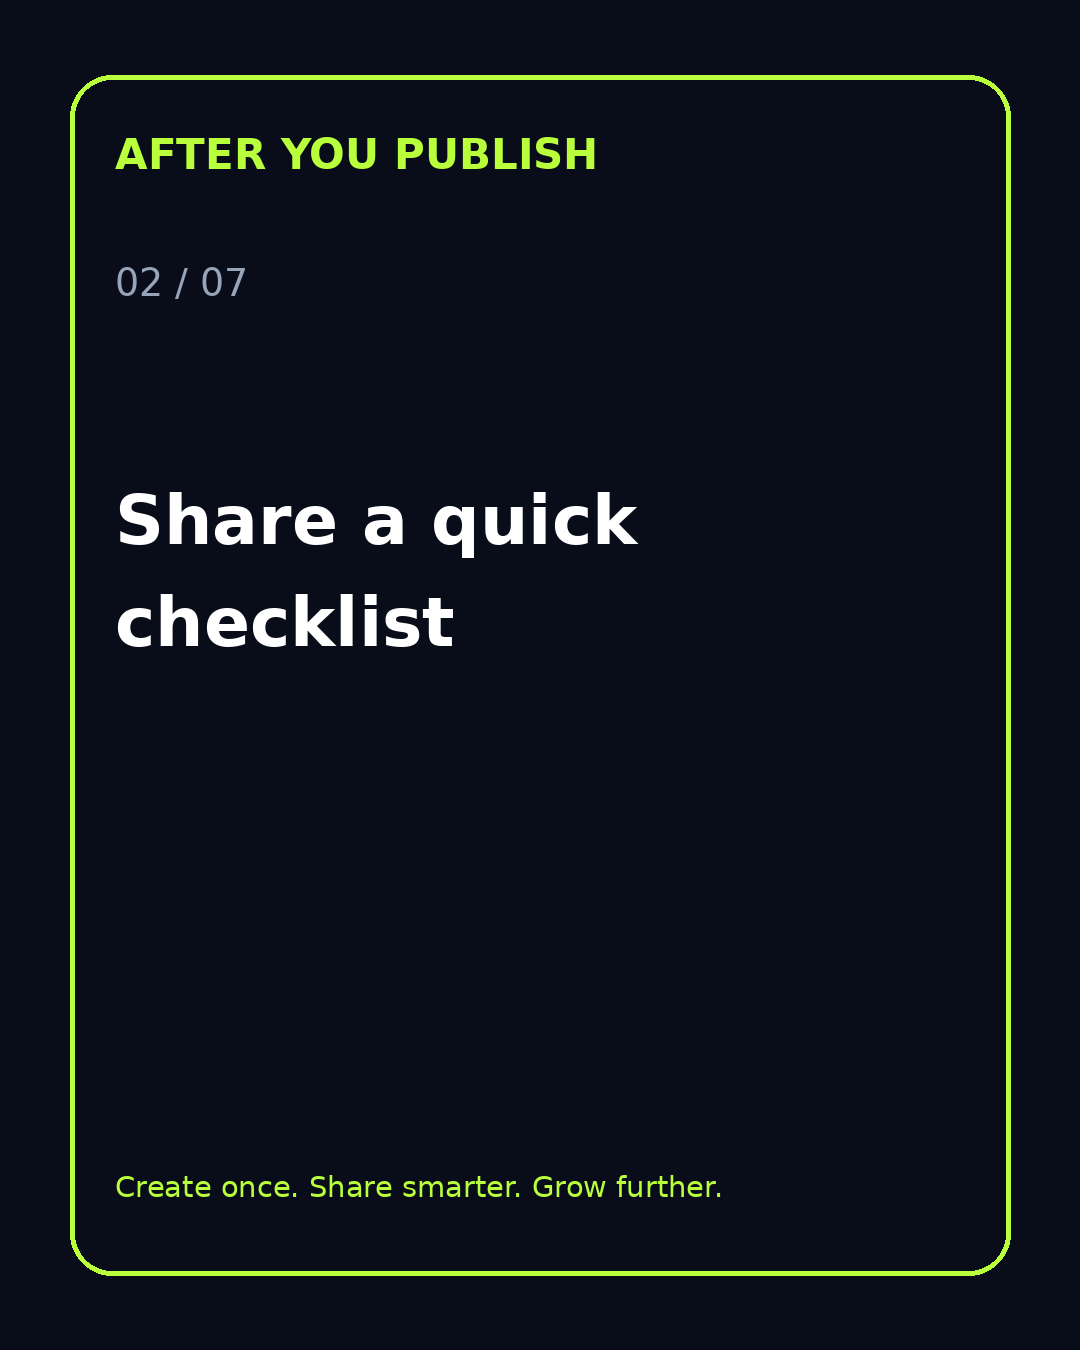 AFTER YOU PUBLISH
02 / 07
Share a quick
checklist
Create once. Share smarter. Grow further.